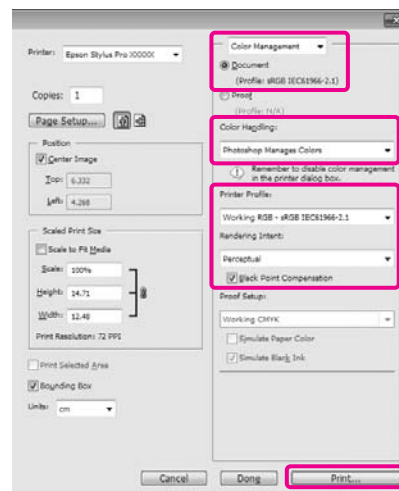 Printer: Epson Stylus Pro XXXXX
Copies: 1
Page Setup...
Position
Center Image
Top: 6.332
Left: 4.268
Scaled Print Size
Scale to Fit Media
Scale: 100%
Height: 14.71
Width: 12.48
Print Resolution: 72 PPI
Print Selected Area
Bounding Box
Units: cm
Color Management
Document
(Profile: sRGB IEC61966-2.1)
Proof
(Profile: N/A)
Color Handling:
Photoshop Manages Colors
Remember to disable color management
in the printer dialog box.
Printer Profile:
Working RGB - sRGB IEC61966-2.1
Rendering Intent:
Perceptual
Black Point Compensation
Proof Setup:
Working CMYK
Simulate Paper Color
Simulate Black Ink
Cancel
Done
Print...